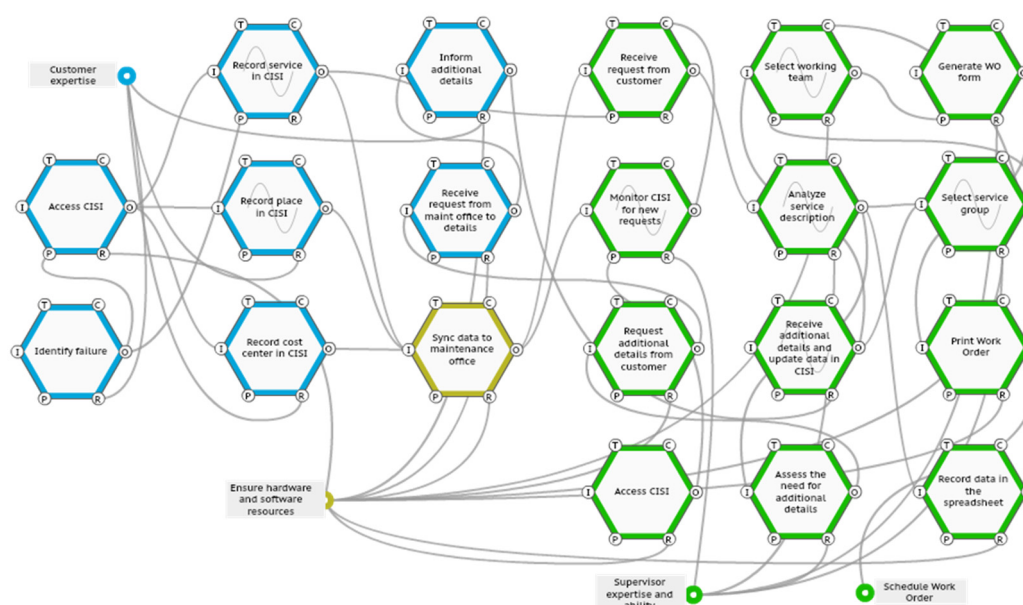 T
C
I
O
P
R
Record service
in CISI
T
C
I
O
P
R
Inform
additional
details
T
C
I
O
P
R
Receive
request from
customer
T
C
I
O
P
R
Select working
team
T
C
I
O
P
R
Generate WO
form
Customer
expertise
T
C
I
O
P
R
Access CISI
T
C
I
O
P
R
Record place
in CISI
T
C
I
O
P
R
Receive
request from
maint office to
details
T
C
I
O
P
R
Monitor CISI
for new
requests
T
C
I
O
P
R
Analyze
service
description
T
C
I
P
R
Select service
group
T
C
I
O
P
R
Identify failure
T
C
I
O
P
R
Record cost
center in CISI
T
C
I
O
P
R
Sync data to
maintenance
office
T
C
I
O
P
R
Request
additional
details from
customer
T
C
I
O
P
R
Receive
additional
details and
update data in
CISI
T
C
I
P
R
Print Work
Order
Ensure hardware
and software
resources
T
C
I
O
P
R
Access CISI
T
C
I
O
P
R
Assess the
need for
additional
details
T
C
I
P
R
Record data in
the
spreadsheet
Supervisor
expertise and
ability
Schedule Work
Order